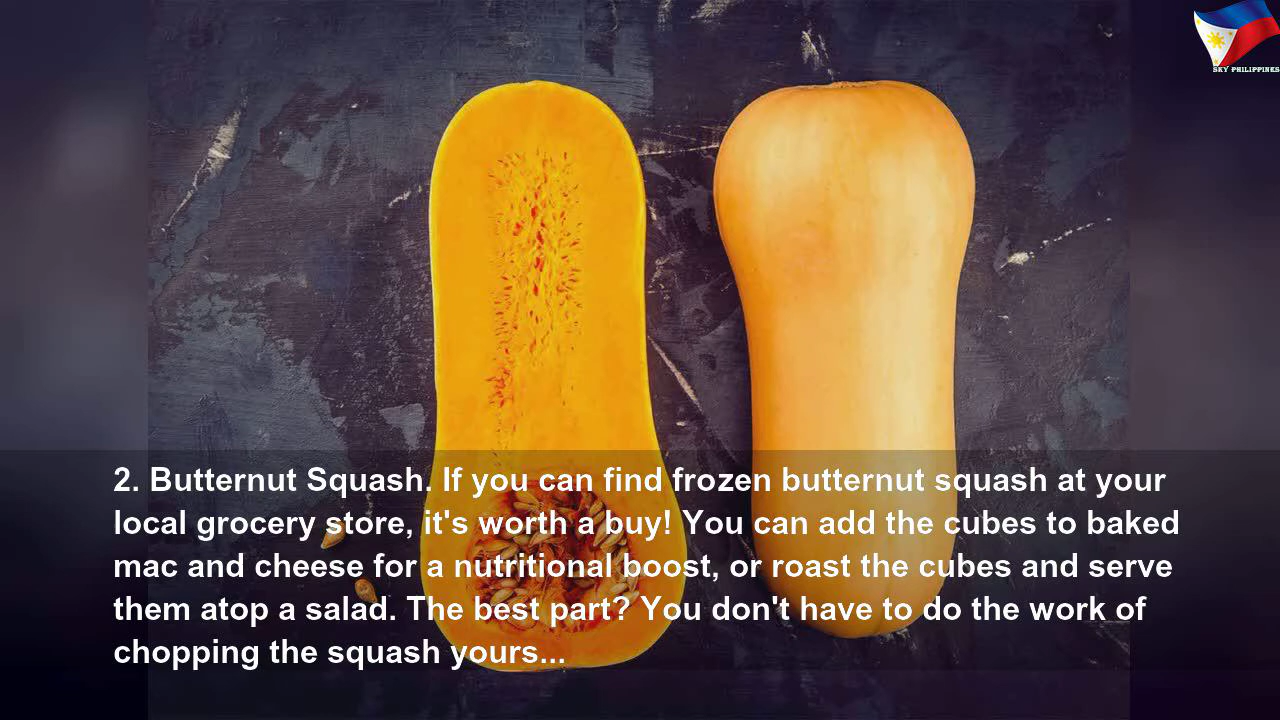 SKY PHILIPPINES
2. Butternut Squash. If you can find frozen butternut squash at your
local grocery store, it's worth a buy! You can add the cubes to baked
mac and cheese for a nutritional boost, or roast the cubes and serve
them atop a salad. The best part? You don't have to do the work of
chopping the squash yours...